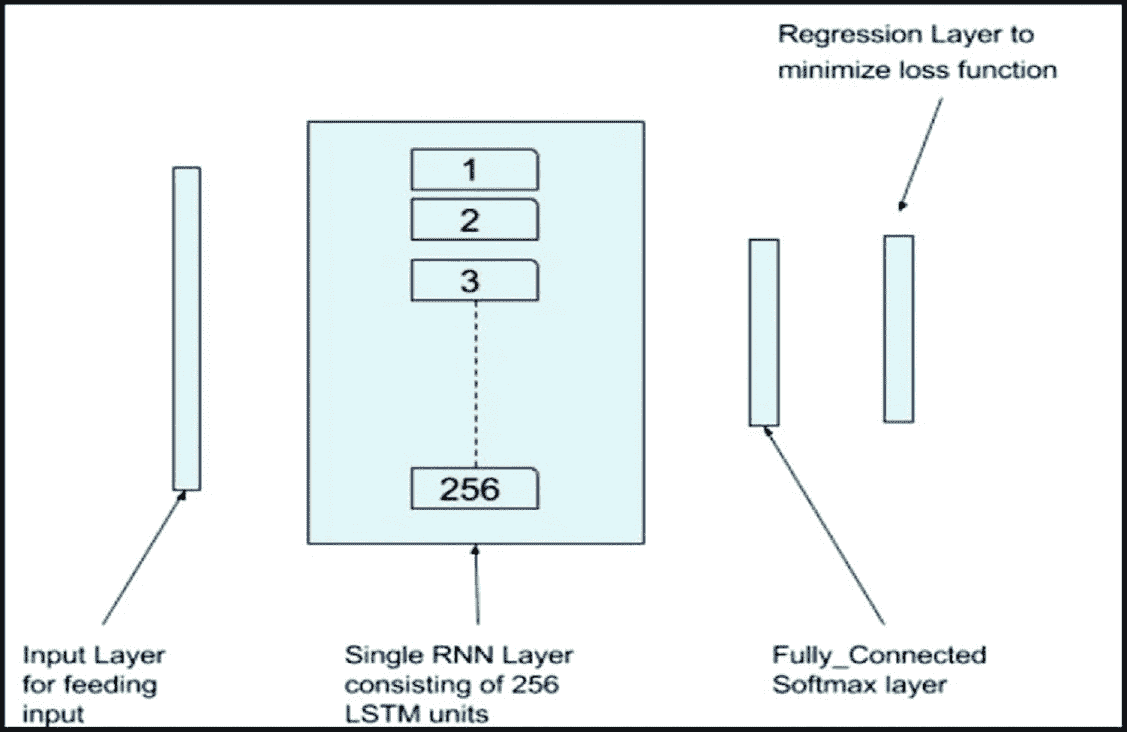 Regression Layer to
minimize loss function
1
2
3
256
Input Layer
for feeding
input
Single RNN Layer
consisting of 256
LSTM units
Fully_Connected
Softmax layer